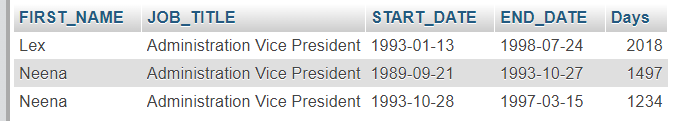 FIRST_NAME JOB_TITLE START_DATE END_DATE Days
Lex Administration Vice President 1993-01-13 1998-07-24 2018
Neena Administration Vice President 1989-09-21 1993-10-27 1497
Neena Administration Vice President 1993-10-28 1997-03-15 1234